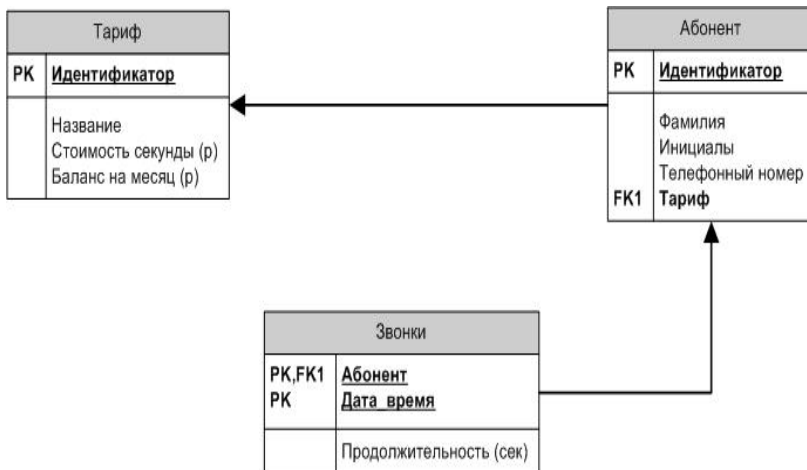 Тариф
PK Идентификатор
Название
Стоимость секунды (р)
Баланс на месяц (р)
Абонент
PK Идентификатор
Фамилия
Инициалы
Телефонный номер
FK1 Тариф
Звонки
PK,FK1 Абонент
PK Дата_время
Продолжительность (сек)